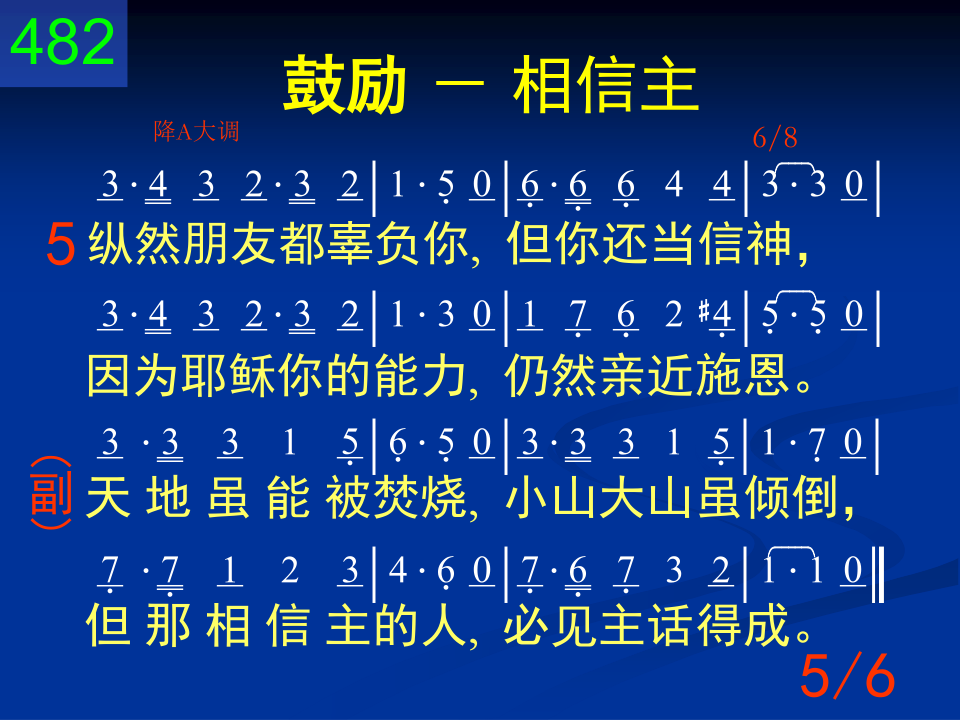 482
鼓励 － 相信主
降A大调 6/8
3 · 4 3 2 · 3 2 | 1 · 5 0 | 6 · 6 6 4 4 | 3 · 3 0 |
5 纵然朋友都辜负你, 但你还当信神，
3 · 4 3 2 · 3 2 | 1 · 3 0 | 1 7 6 2 #4 | 5 · 5 0 |
因为耶稣你的能力, 仍然亲近施恩。
3 · 3 3 1 5 | 6 · 5 0 | 3 · 3 3 1 5 | 1 · 7 0 |
（副） 天 地 虽 能 被焚烧, 小山大山虽倾倒，
7 · 7 1 2 3 | 4 · 6 0 | 7 · 6 7 3 2 | 1 · 1 0 ‖
但 那 相 信 主的人, 必见主话得成。
5/6